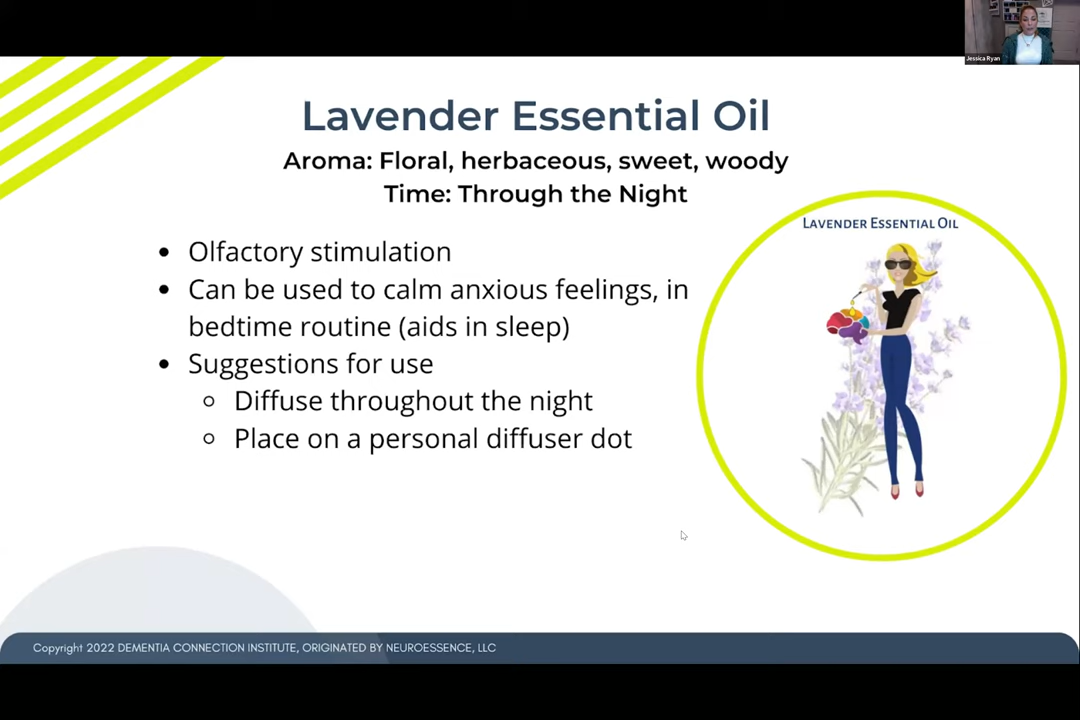 Jessica Ryan
Lavender Essential Oil
Aroma: Floral, herbaceous, sweet, woody
Time: Through the Night
• Olfactory stimulation
• Can be used to calm anxious feelings, in
bedtime routine (aids in sleep)
• Suggestions for use
○ Diffuse throughout the night
○ Place on a personal diffuser dot
LAVENDER ESSENTIAL OIL
Copyright 2022 DEMENTIA CONNECTION INSTITUTE, ORIGINATED BY NEUROESSENCE, LLC